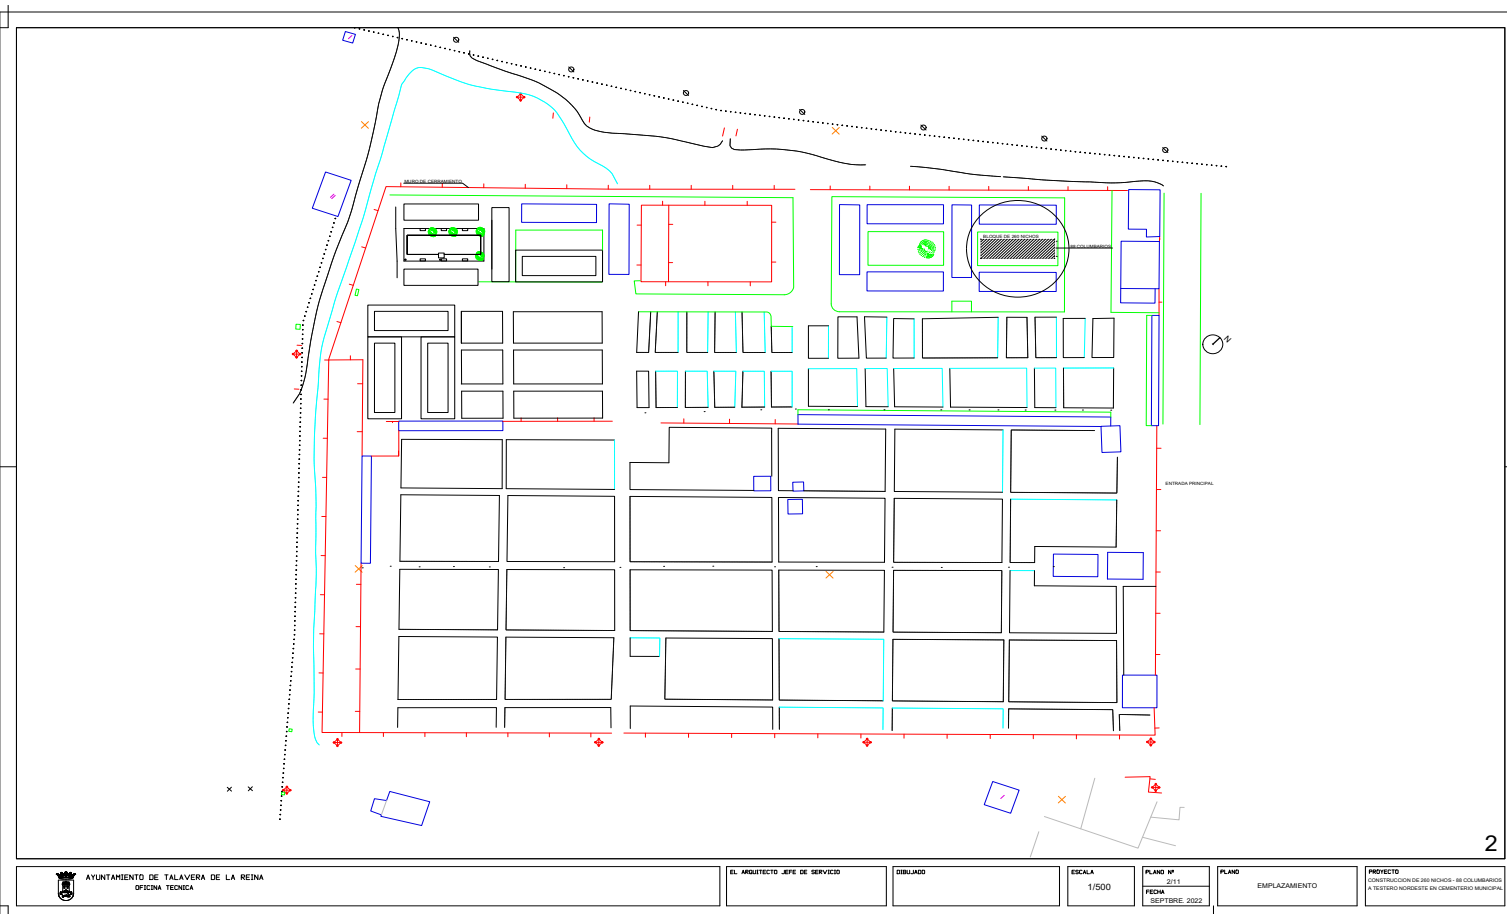 MURO DE CERRAMIENTO
BLOQUE DE 260 NICHOS
88 COLUMBARIOS
N
ENTRADA PRINCIPAL
2
AYUNTAMIENTO DE TALAVERA DE LA REINA
OFICINA TECNICA
EL ARQUITECTO JEFE DE SERVICIO
DIBUJADO
ESCALA
1/500
PLANO Nº
2/11
FECHA
SEPTBRE. 2022
PLANO
EMPLAZAMIENTO
PROYECTO
CONSTRUCCION DE 260 NICHOS - 88 COLUMBARIOS
A TESTERO NORDESTE EN CEMENTERIO MUNICIPAL